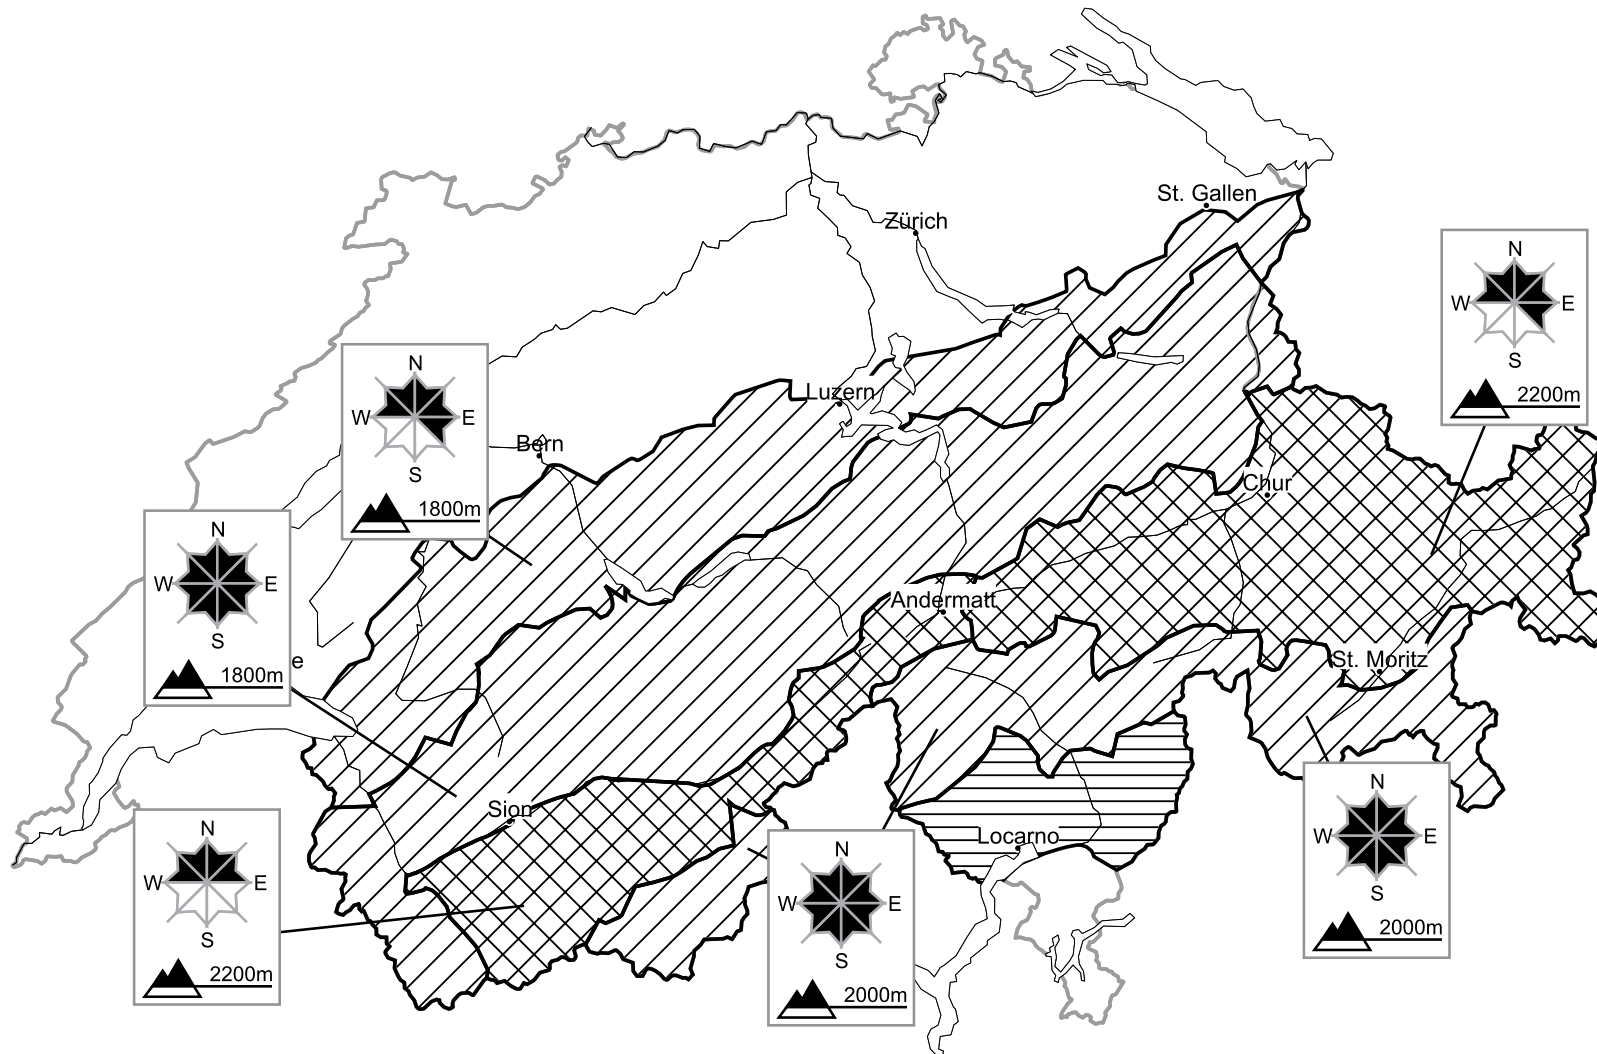 St. Gallen
Zürich
N
W E
S
2200m
N
W E
S
1800m
Luzern
Bern
Chur
N
W E
S
1800m
e
Andermatt
St. Moritz
Sion
Locarno
N
W E
S
2200m
N
W E
S
2000m
N
W E
S
2000m